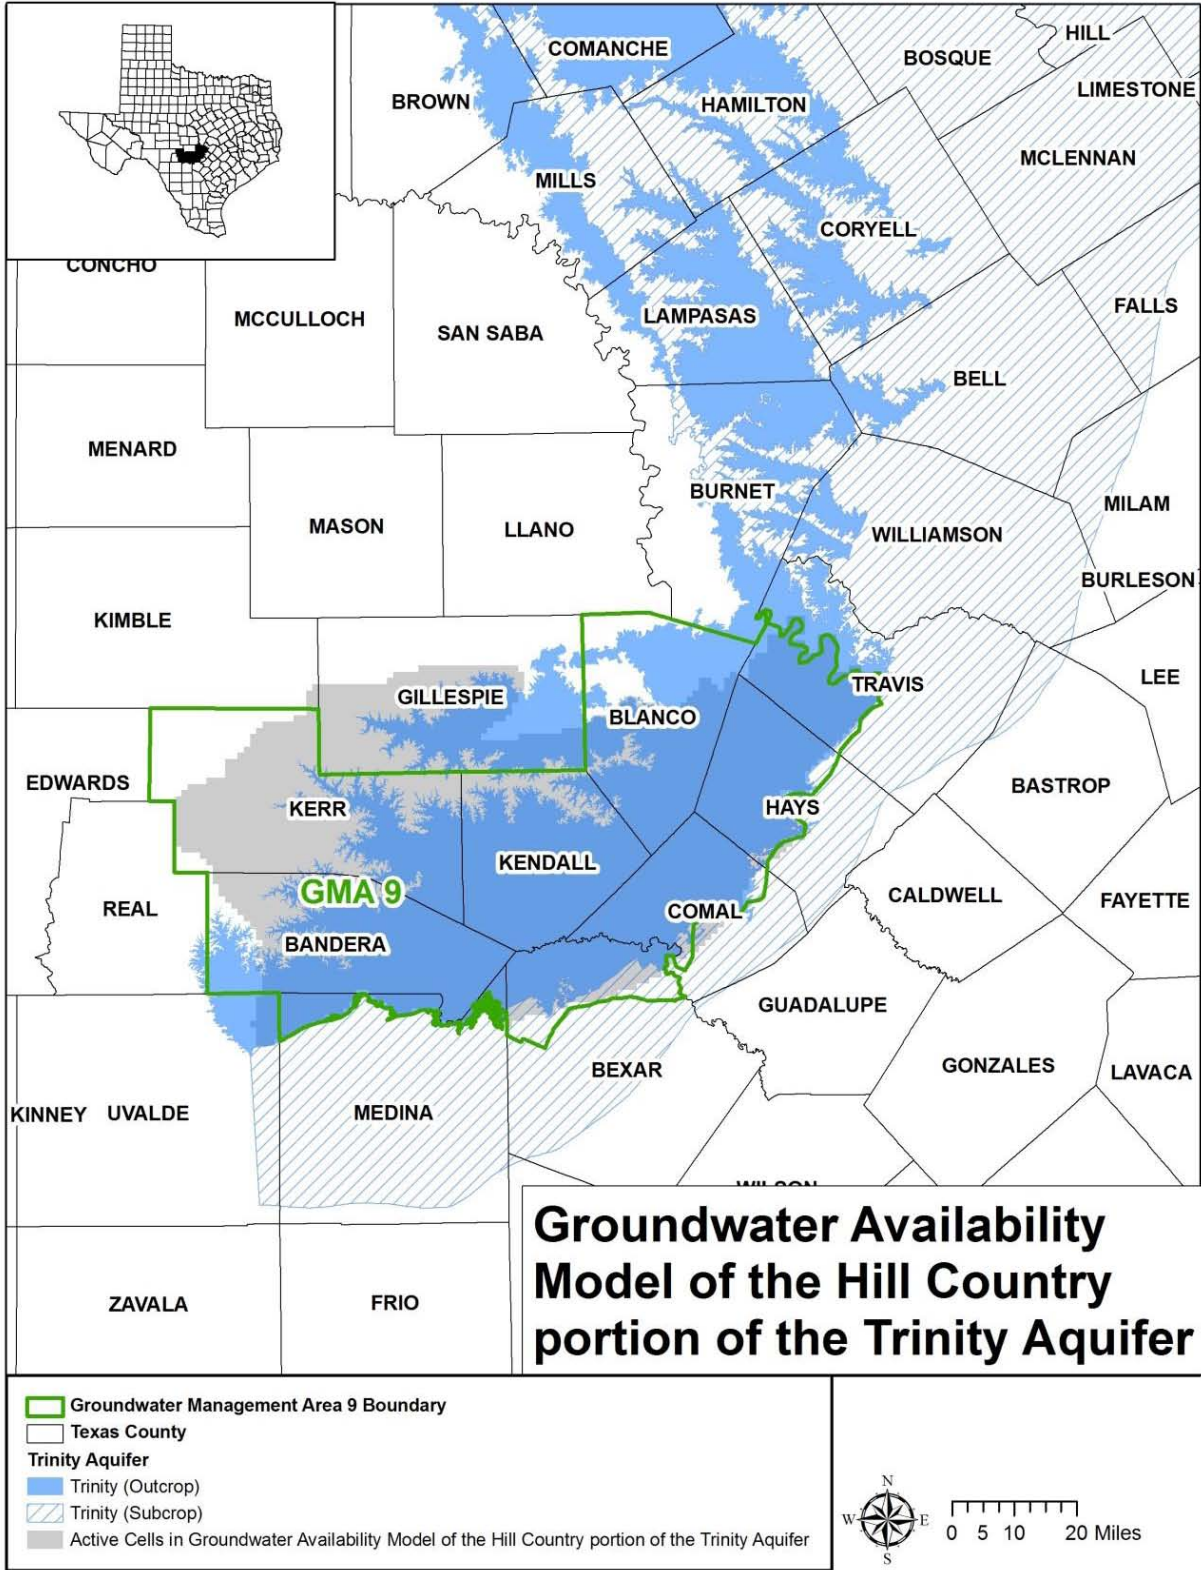 COMANCHE
BOSQUE
HILL
BROWN
HAMILTON
LIMESTONE
MCLENNAN
MILLS
CORYELL
CONCHO
MCCULLOCH
SAN SABA
LAMPASAS
FALLS
BELL
MENARD
BURNET
MILAM
MASON
LLANO
WILLIAMSON
BURLESON
KIMBLE
LEE
GILLESPIE
TRAVIS
BLANCO
EDWARDS
BASTROP
KERR
HAYS
KENDALL
GMA 9
CALDWELL
FAYETTE
REAL
COMAL
BANDERA
GUADALUPE
GONZALES
BEXAR
LAVACA
KINNEY
UVALDE
MEDINA
WILSON
ZAVALA
FRIO
Groundwater Availability
Model of the Hill Country
portion of the Trinity Aquifer
Groundwater Management Area 9 Boundary
Texas County
Trinity Aquifer
Trinity (Outcrop)
Trinity (Subcrop)
Active Cells in Groundwater Availability Model of the Hill Country portion of the Trinity Aquifer
N
W E
S
0 5 10 20 Miles